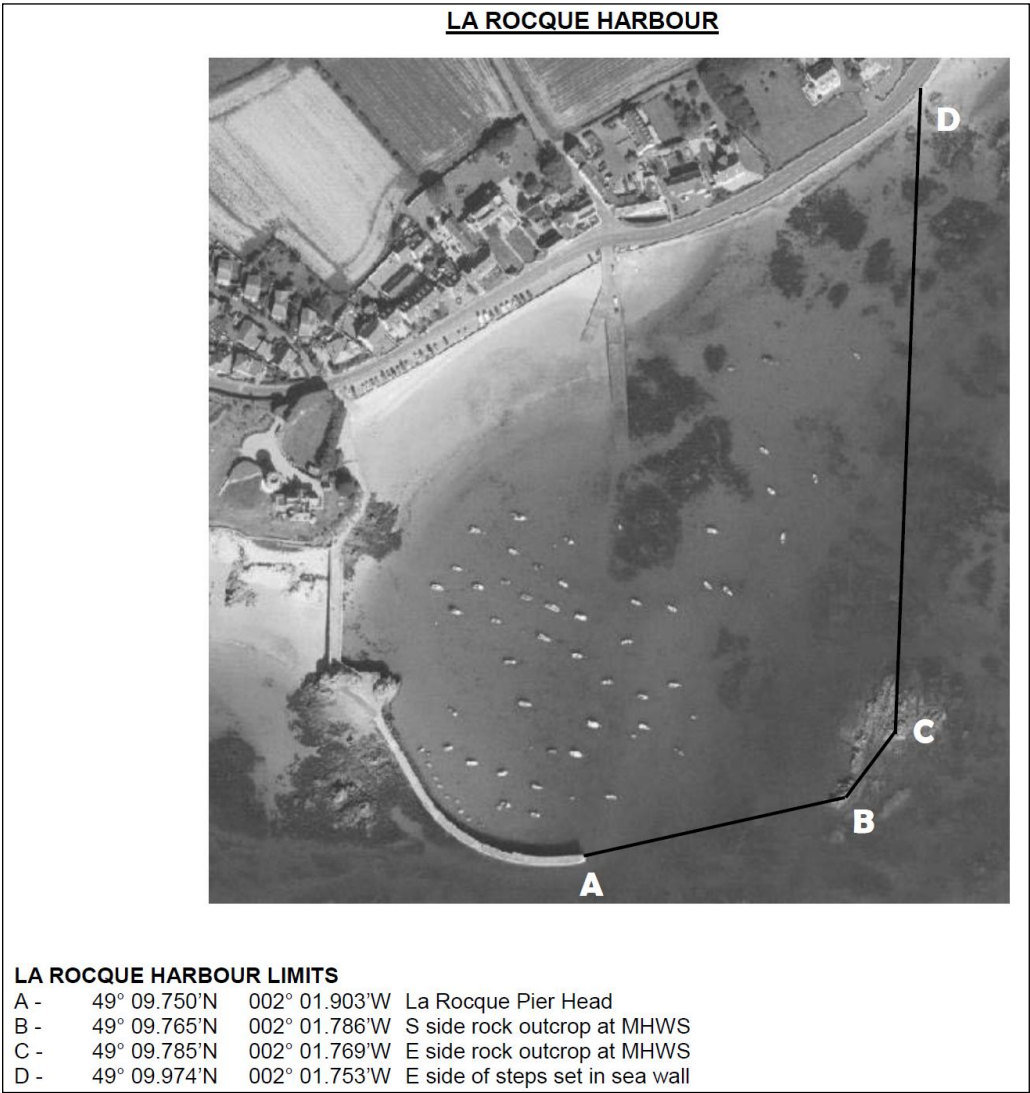 LA ROCQUE HARBOUR
D
C
B
A
LA ROCQUE HARBOUR LIMITS
A - 49° 09.750’N 002° 01.903’W La Rocque Pier Head
B - 49° 09.765’N 002° 01.786’W S side rock outcrop at MHWS
C - 49° 09.785’N 002° 01.769’W E side rock outcrop at MHWS
D - 49° 09.974’N 002° 01.753’W E side of steps set in sea wall